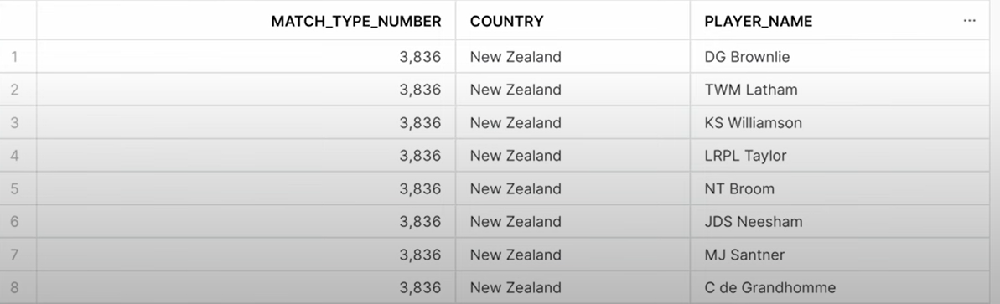 MATCH_TYPE_NUMBER COUNTRY PLAYER_NAME ...
1 3,836 New Zealand DG Brownlie
2 3,836 New Zealand TWM Latham
3 3,836 New Zealand KS Williamson
4 3,836 New Zealand LRPL Taylor
5 3,836 New Zealand NT Broom
6 3,836 New Zealand JDS Neesham
7 3,836 New Zealand MJ Santner
8 3,836 New Zealand C de Grandhomme